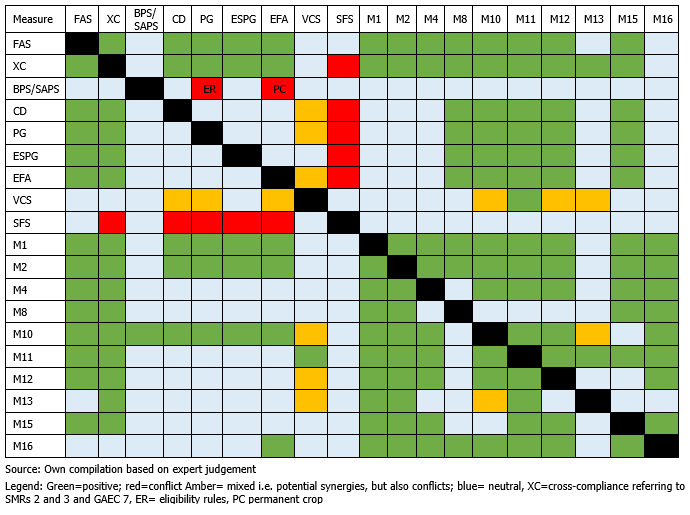 Measure FAS XC BPS/ SAPS CD PG ESPG EFA VCS SFS M1 M2 M4 M8 M10 M11 M12 M13 M15 M16
FAS
XC
BPS/SAPS ER PC
CD
PG
ESPG
EFA
VCS
SFS
M1
M2
M4
M8
M10
M11
M12
M13
M15
M16
Source: Own compilation based on expert judgement
Legend: Green=positive; red=conflict Amber= mixed i.e. potential synergies, but also conflicts; blue= neutral, XC=cross-compliance referring to
SMRs 2 and 3 and GAEC 7, ER= eligibility rules, PC permanent crop